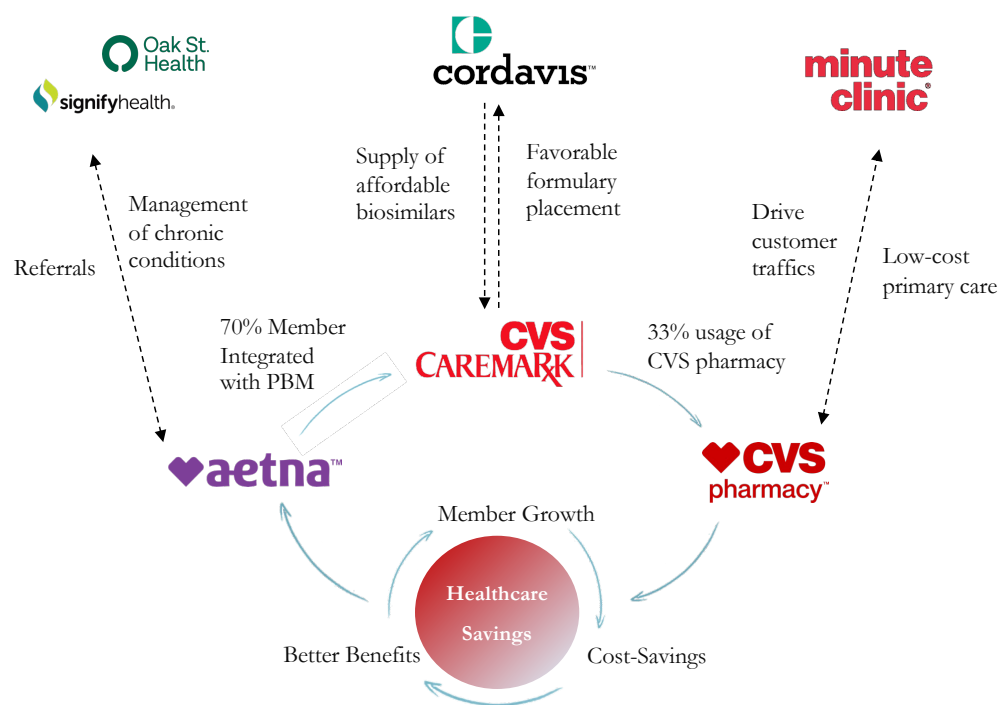 Oak St.
Health
signifyhealth®
cordavis™
minute
clinic®
Supply of
affordable
biosimilars
Favorable
formulary
placement
Management
of chronic
conditions
Referrals
Drive
customer
traffics
Low-cost
primary care
70% Member
Integrated
with PBM
CVS
CAREMARK
33% usage of
CVS pharmacy
aetna™
CVS
pharmacy™
Member Growth
Healthcare
Savings
Better Benefits
Cost-Savings